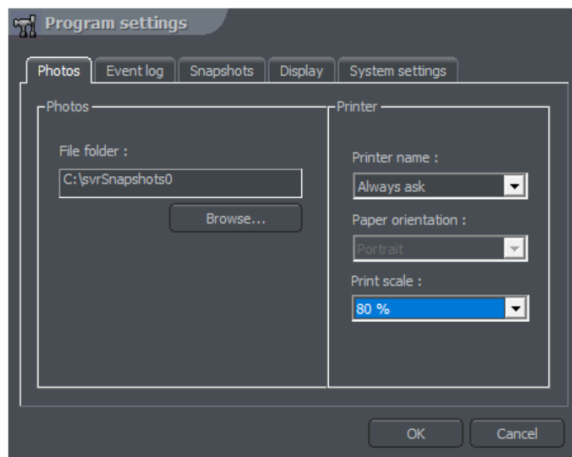 Program settings
Photos Event log Snapshots Display System settings
Photos
File folder :
C:\svrSnapshots0
Browse...
Printer
Printer name :
Always ask
Paper orientation :
Portrait
Print scale :
80 %
OK Cancel